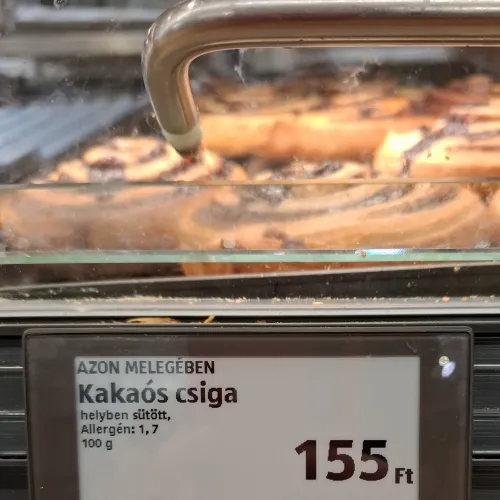 AZON MELEGÉBEN
Kakaós csiga
helyben sütött,
Allergén: 1, 7
100 g
155 Ft